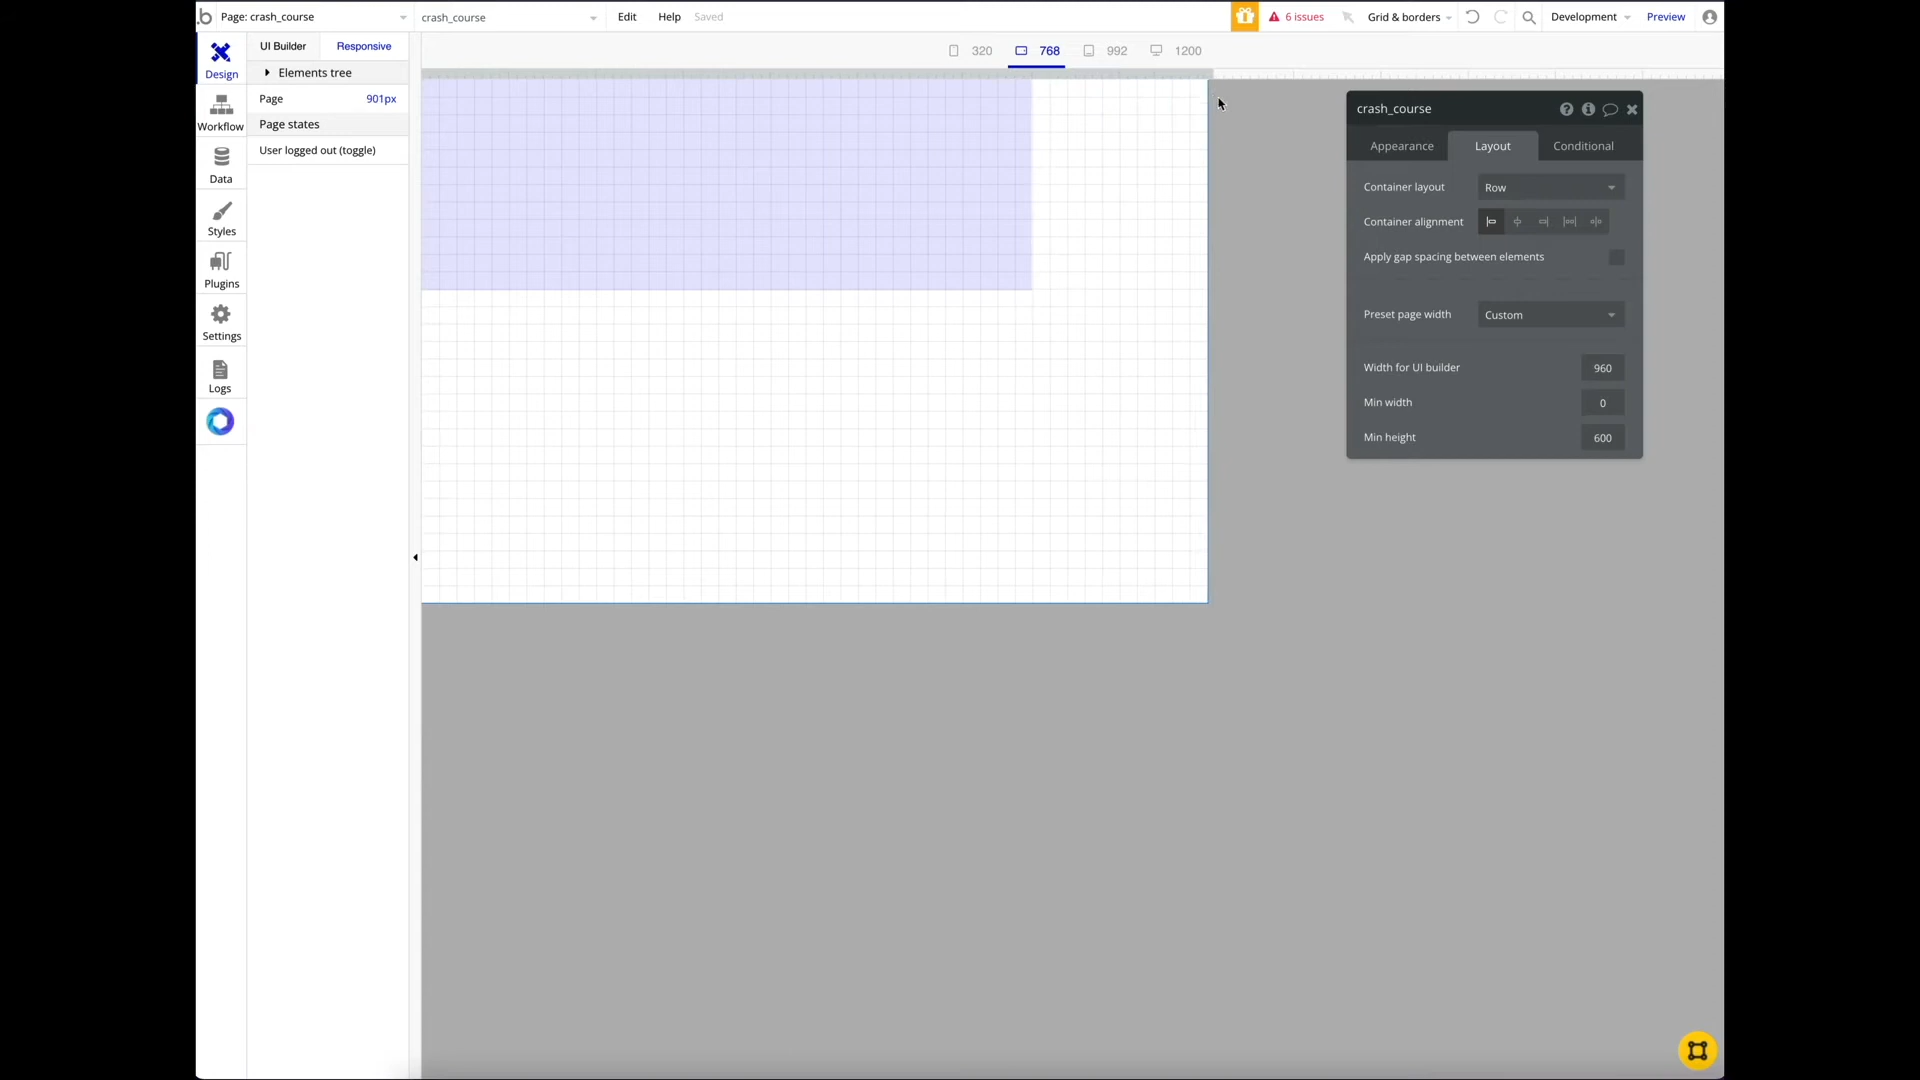 Page: crash_course
crash_course
Edit
Help
Saved
6 issues
Grid & borders
Development
Preview
UI Builder
Responsive
320
768
992
1200
Design
Elements tree
Page
901px
Page states
User logged out (toggle)
Workflow
Data
Styles
Plugins
Settings
Logs
crash_course
Appearance
Layout
Conditional
Container layout
Row
Container alignment
Apply gap spacing between elements
Preset page width
Custom
Width for UI builder
960
Min width
0
Min height
600